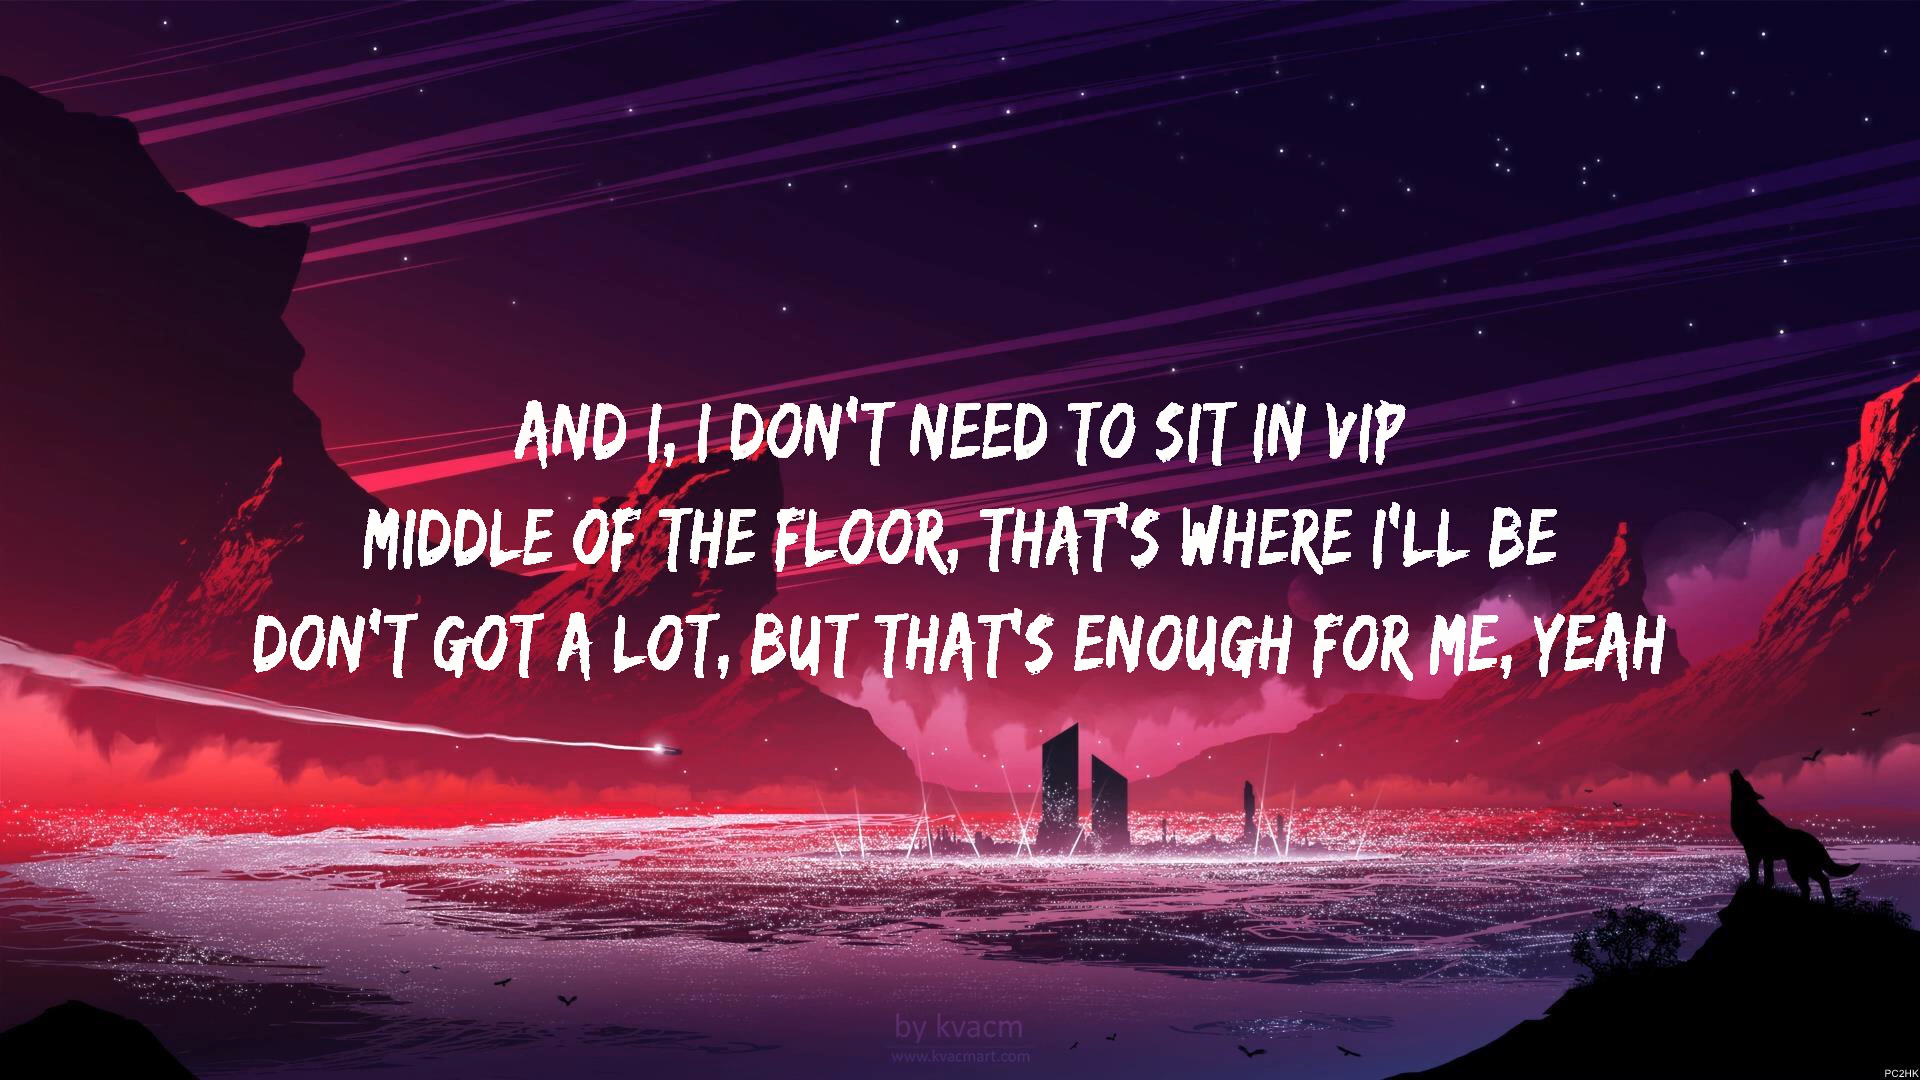 AND I, I DON'T NEED TO SIT IN VIP
MIDDLE OF THE FLOOR, THAT'S WHERE I'LL BE
DON'T GOT A LOT, BUT THAT'S ENOUGH FOR ME, YEAH
by kvacm
www.kvacmart.com
PC2HK